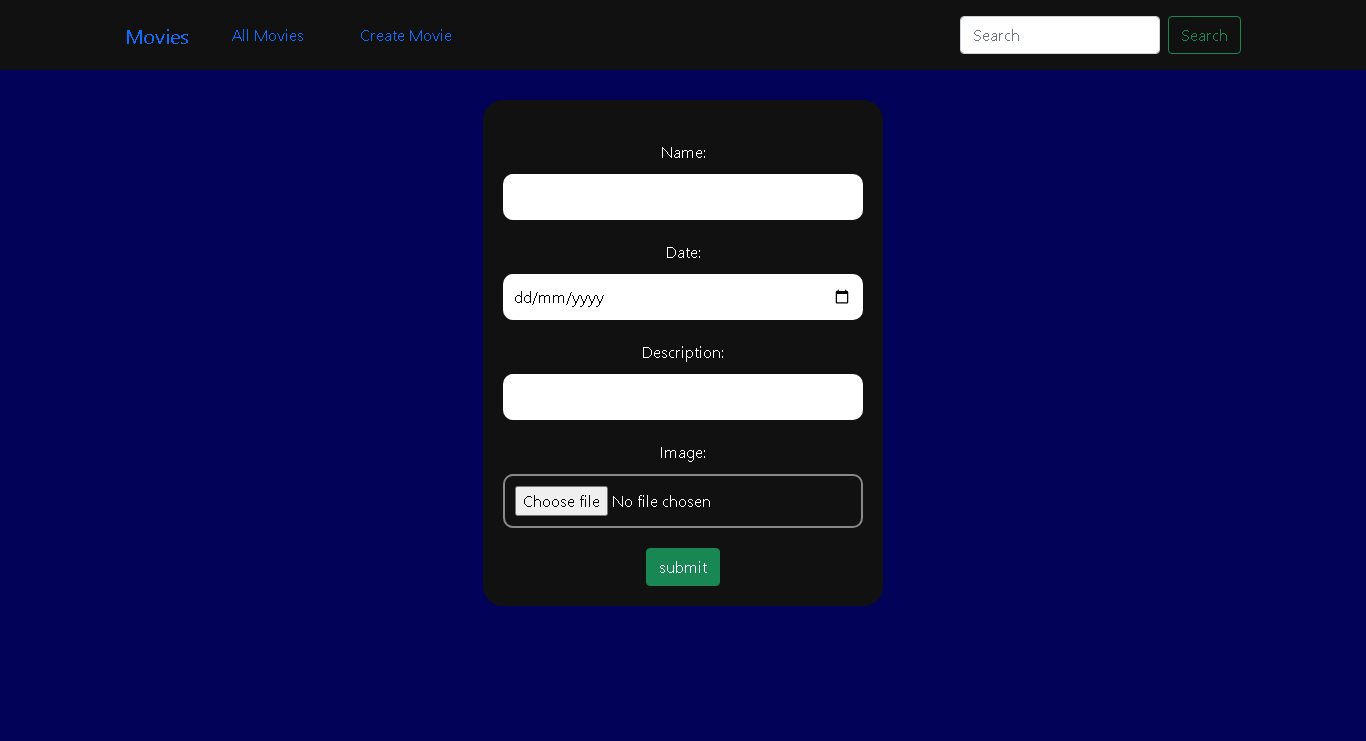 Movies All Movies Create Movie Search Search
Name:
Date:
dd/mm/yyyy
Description:
Image:
Choose file No file chosen
submit